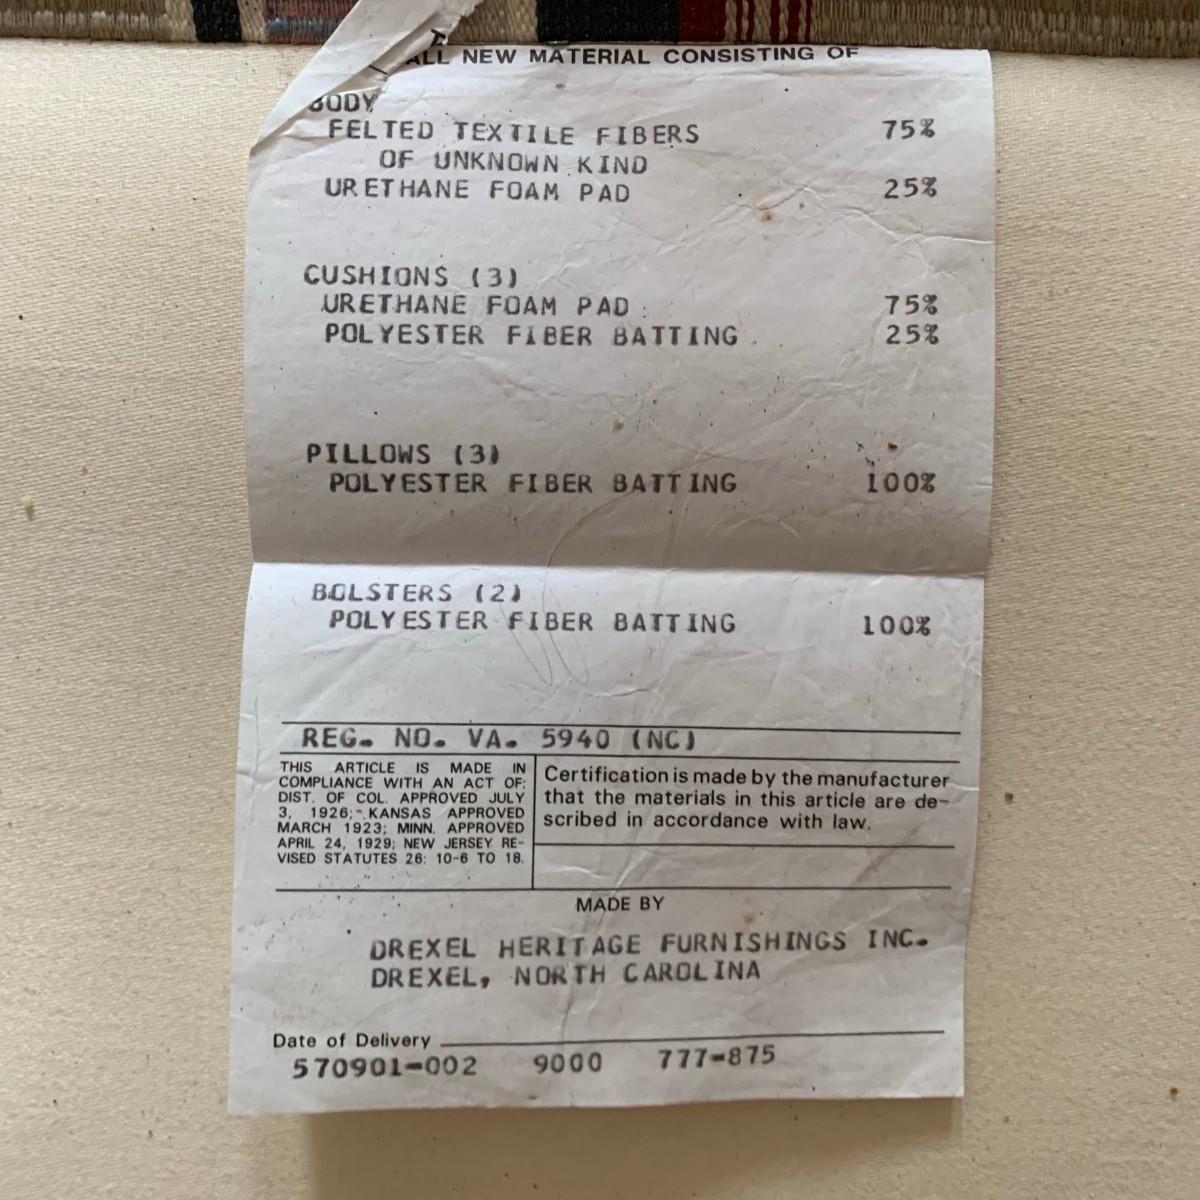 ALL NEW MATERIAL CONSISTING OF
BODY
FELTED TEXTILE FIBERS 75%
OF UNKNOWN KIND
URETHANE FOAM PAD 25%
CUSHIONS (3)
URETHANE FOAM PAD 75%
POLYESTER FIBER BATTING 25%
PILLOWS (3)
POLYESTER FIBER BATTING 100%
BOLSTERS (2)
POLYESTER FIBER BATTING 100%
REG. NO. VA. 5940 (NC)
THIS ARTICLE IS MADE IN
COMPLIANCE WITH AN ACT OF:
DIST. OF COL. APPROVED JULY
3, 1926; KANSAS APPROVED
MARCH 1923; MINN. APPROVED
APRIL 24, 1929; NEW JERSEY RE-
VISED STATUTES 26: 10-6 TO 18.
Certification is made by the manufacturer
that the materials in this article are de-
scribed in accordance with law.
MADE BY
DREXEL HERITAGE FURNISHINGS INC.
DREXEL, NORTH CAROLINA
Date of Delivery
570901-002 9000 777-875